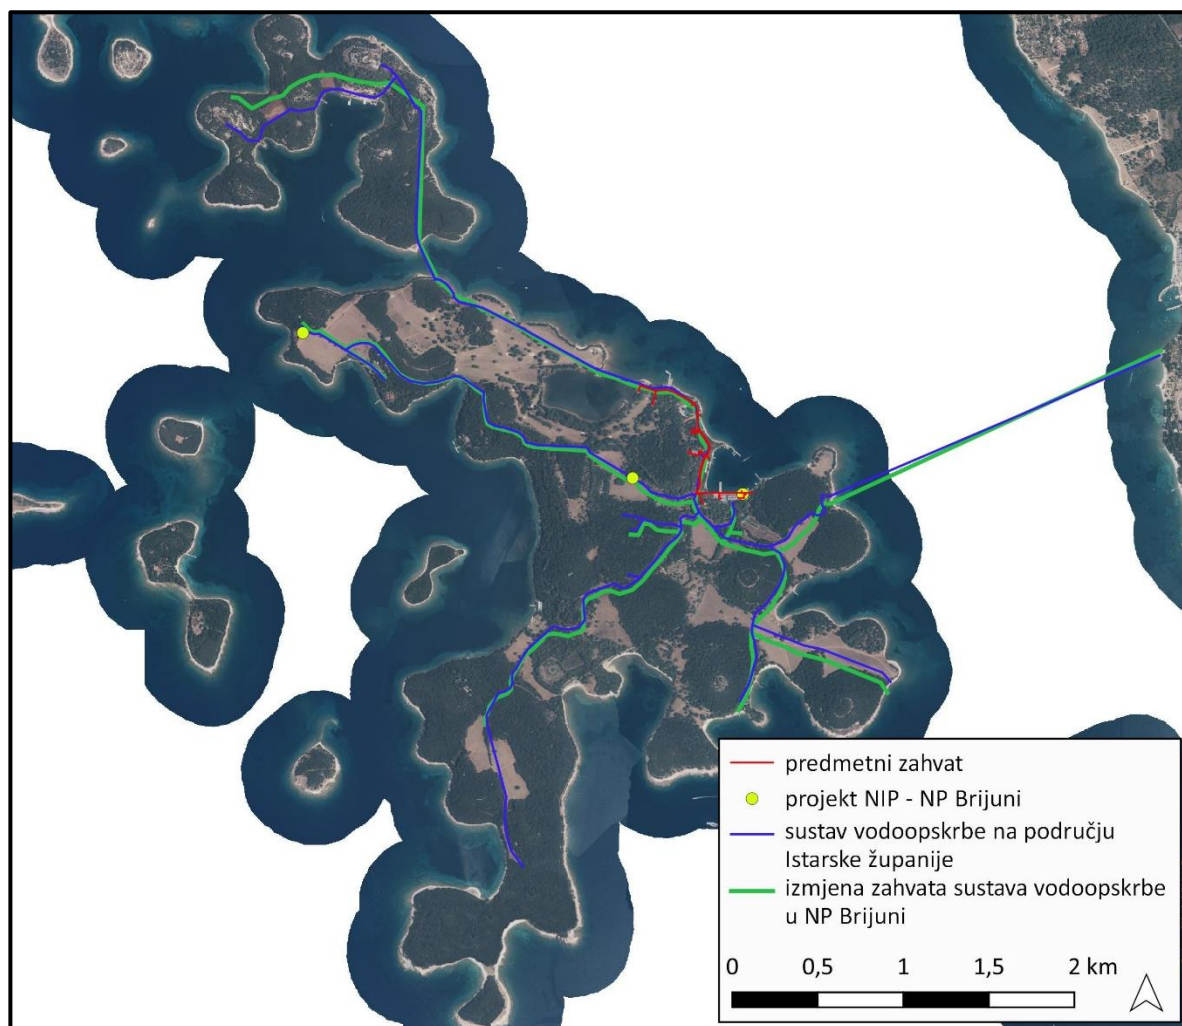 predmetni zahvat
projekt NIP - NP Brijuni
sustav vodoopskrbe na području
Istarske županije
izmjena zahvata sustava vodoopskrbe
u NP Brijuni
0 0,5 1 1,5 2 km